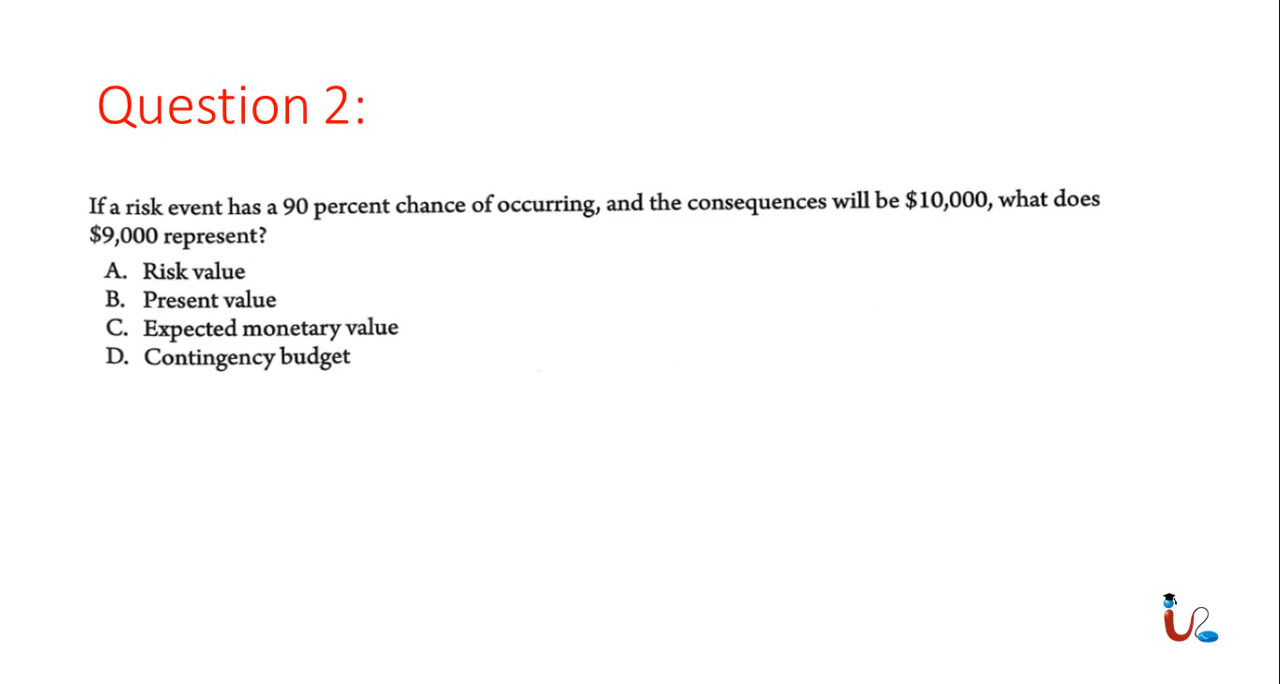 Question 2:
If a risk event has a 90 percent chance of occurring, and the consequences will be $10,000, what does
$9,000 represent?
A. Risk value
B. Present value
C. Expected monetary value
D. Contingency budget